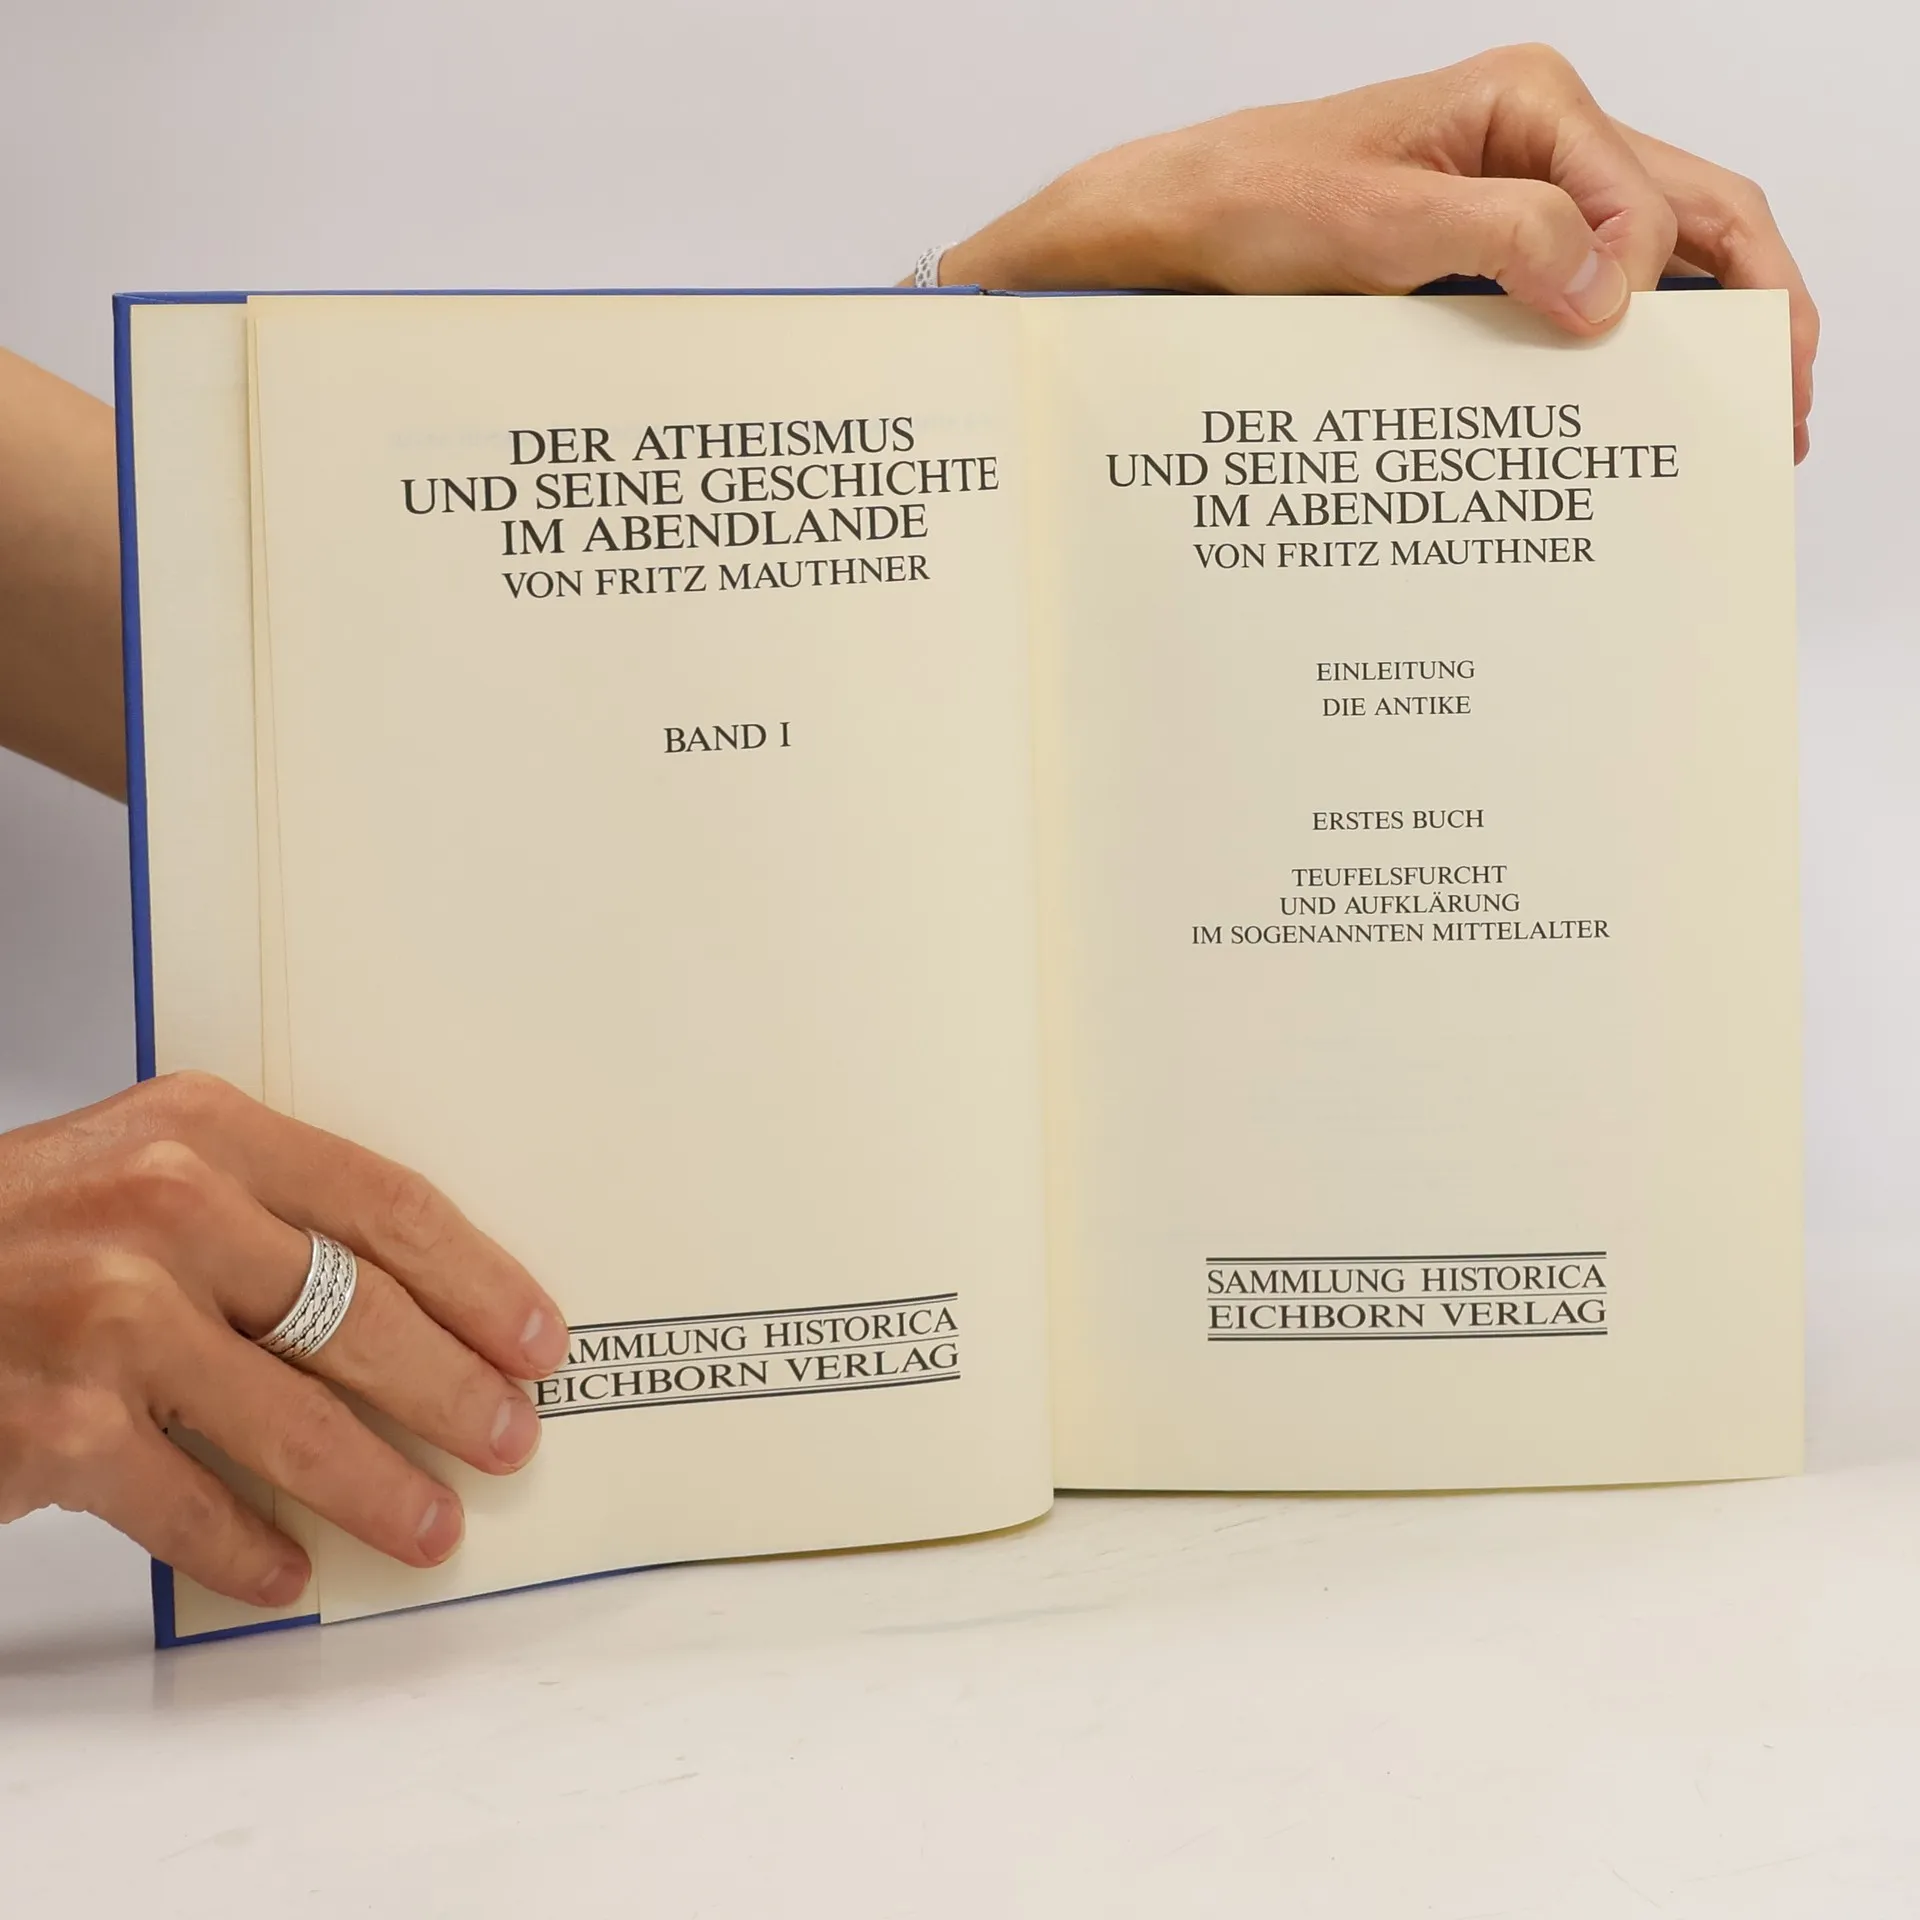 DER ATHEISMUS
UND SEINE GESCHICHTE
IM ABENDLANDE
VON FRITZ MAUTHNER
BAND I
HISTORICA
EICHBORN VERLAG
DER ATHEISMUS
UND SEINE GESCHICHTE
IM ABENDLANDE
VON FRITZ MAUTHNER
EINLEITUNG
DIE ANTIKE
ERSTES BUCH
TEUFELSFURCHT
UND AUFKLÄRUNG
IM SOGENANNTEN MITTELALTER
SAMMLUNG HISTORICA
EICHBORN VERLAG